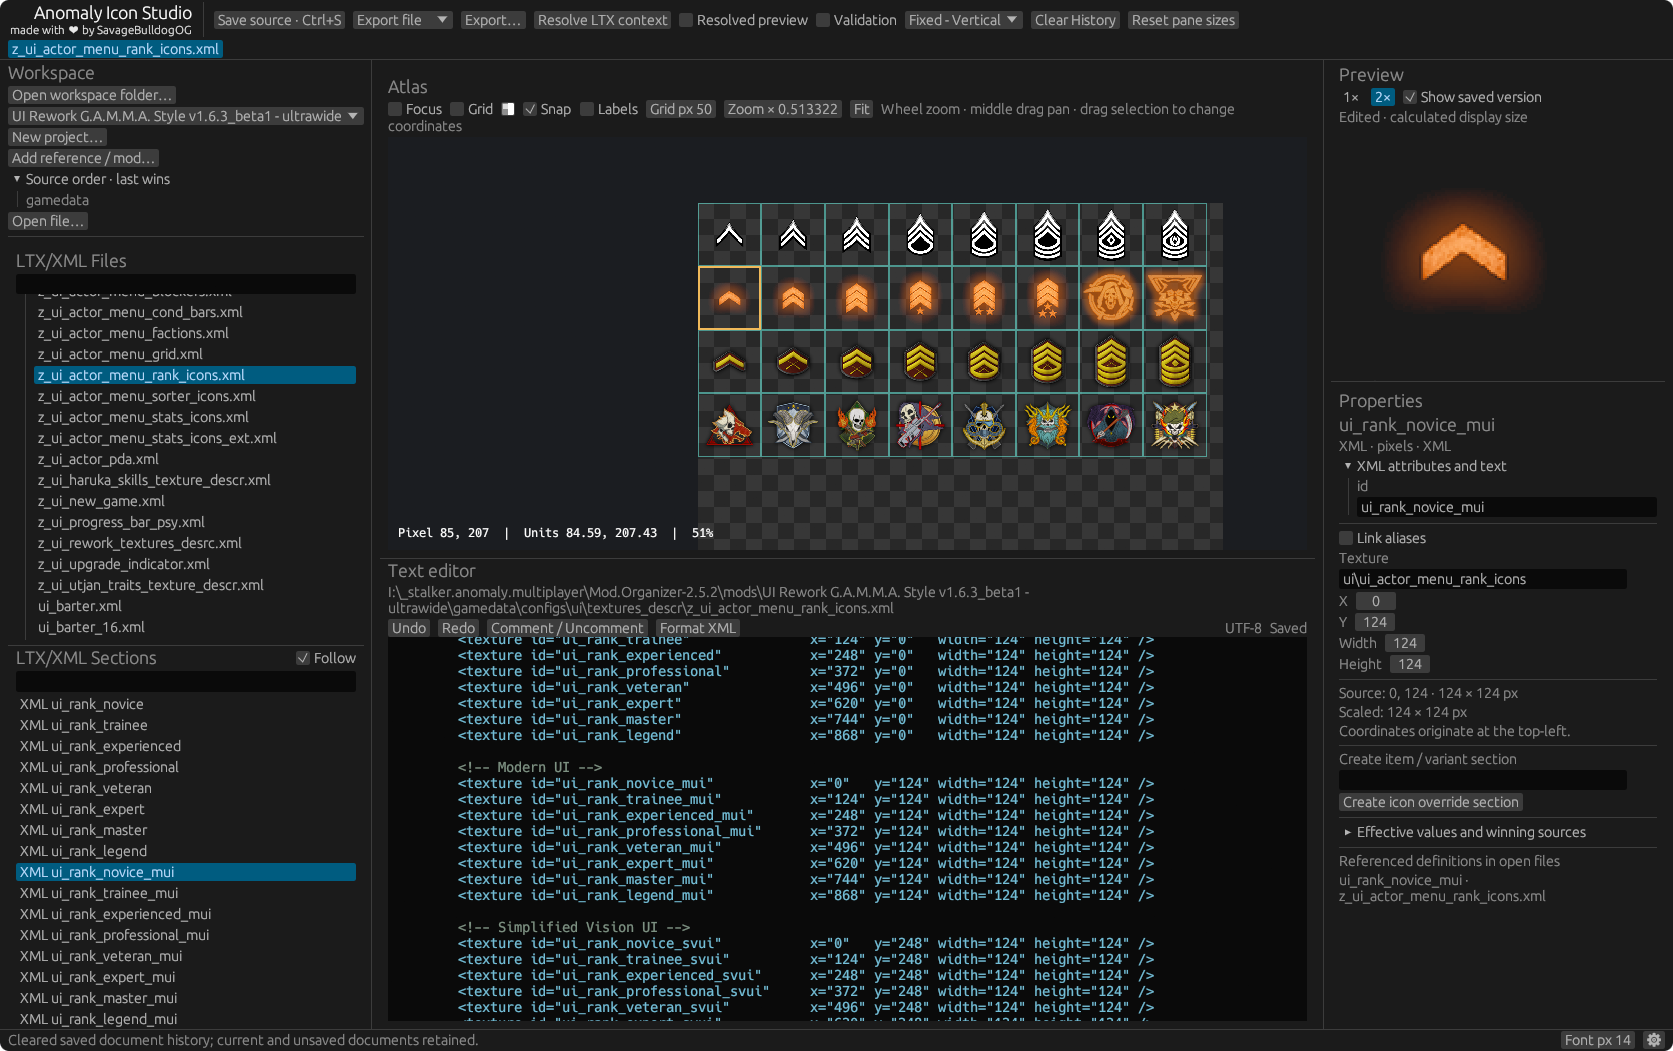 Anomaly Icon Studio
made with ❤ by SavageBulldogOG
Save source · Ctrl+S
Export file
Export…
Resolve LTX context
Resolved preview
Validation
Fixed - Vertical
Clear History
Reset pane sizes
z_ui_actor_menu_rank_icons.xml
Workspace
Open workspace folder…
UI Rework G.A.M.M.A. Style v1.6.3_beta1 - ultrawide
New project…
Add reference / mod…
Source order · last wins
gamedata
Open file…
LTX/XML Files
z_ui_actor_menu_blockers.xml
z_ui_actor_menu_cond_bars.xml
z_ui_actor_menu_factions.xml
z_ui_actor_menu_grid.xml
z_ui_actor_menu_rank_icons.xml
z_ui_actor_menu_sorter_icons.xml
z_ui_actor_menu_stats_icons.xml
z_ui_actor_menu_stats_icons_ext.xml
z_ui_actor_pda.xml
z_ui_haruka_skills_texture_descr.xml
z_ui_new_game.xml
z_ui_progress_bar_psy.xml
z_ui_rework_textures_desrc.xml
z_ui_upgrade_indicator.xml
z_ui_utjan_traits_texture_descr.xml
ui_barter.xml
ui_barter_16.xml
LTX/XML Sections
Follow
XML ui_rank_novice
XML ui_rank_trainee
XML ui_rank_experienced
XML ui_rank_professional
XML ui_rank_veteran
XML ui_rank_expert
XML ui_rank_master
XML ui_rank_legend
XML ui_rank_novice_mui
XML ui_rank_trainee_mui
XML ui_rank_experienced_mui
XML ui_rank_professional_mui
XML ui_rank_veteran_mui
XML ui_rank_expert_mui
XML ui_rank_master_mui
XML ui_rank_legend_mui
Atlas
Focus
Grid
Snap
Labels
Grid px 50
Zoom × 0.513322
Fit
Wheel zoom · middle drag pan · drag selection to change
coordinates
Pixel 85, 207 | Units 84.59, 207.43 | 51%
Text editor
I:\_stalker.anomaly.multiplayer\Mod.Organizer-2.5.2\mods\UI Rework G.A.M.M.A. Style v1.6.3_beta1 -
ultrawide\gamedata\configs\ui\textures_descr\z_ui_actor_menu_rank_icons.xml
Undo
Redo
Comment / Uncomment
Format XML
UTF-8 Saved
<texture id="ui_rank_trainee" x="124" y="0" width="124" height="124" />
<texture id="ui_rank_experienced" x="248" y="0" width="124" height="124" />
<texture id="ui_rank_professional" x="372" y="0" width="124" height="124" />
<texture id="ui_rank_veteran" x="496" y="0" width="124" height="124" />
<texture id="ui_rank_expert" x="620" y="0" width="124" height="124" />
<texture id="ui_rank_master" x="744" y="0" width="124" height="124" />
<texture id="ui_rank_legend" x="868" y="0" width="124" height="124" />
<!-- Modern UI -->
<texture id="ui_rank_novice_mui" x="0" y="124" width="124" height="124" />
<texture id="ui_rank_trainee_mui" x="124" y="124" width="124" height="124" />
<texture id="ui_rank_experienced_mui" x="248" y="124" width="124" height="124" />
<texture id="ui_rank_professional_mui" x="372" y="124" width="124" height="124" />
<texture id="ui_rank_veteran_mui" x="496" y="124" width="124" height="124" />
<texture id="ui_rank_expert_mui" x="620" y="124" width="124" height="124" />
<texture id="ui_rank_master_mui" x="744" y="124" width="124" height="124" />
<texture id="ui_rank_legend_mui" x="868" y="124" width="124" height="124" />
<!-- Simplified Vision UI -->
<texture id="ui_rank_novice_svui" x="0" y="248" width="124" height="124" />
<texture id="ui_rank_trainee_svui" x="124" y="248" width="124" height="124" />
<texture id="ui_rank_experienced_svui" x="248" y="248" width="124" height="124" />
<texture id="ui_rank_professional_svui" x="372" y="248" width="124" height="124" />
<texture id="ui_rank_veteran_svui" x="496" y="248" width="124" height="124" />
Preview
1×
2×
Show saved version
Edited · calculated display size
Properties
ui_rank_novice_mui
XML · pixels · XML
XML attributes and text
id
ui_rank_novice_mui
Link aliases
Texture
ui\ui_actor_menu_rank_icons
X 0
Y 124
Width 124
Height 124
Source: 0, 124 · 124 × 124 px
Scaled: 124 × 124 px
Coordinates originate at the top-left.
Create item / variant section
Create icon override section
Effective values and winning sources
Referenced definitions in open files
ui_rank_novice_mui ·
z_ui_actor_menu_rank_icons.xml
Cleared saved document history; current and unsaved documents retained.
Font px 14